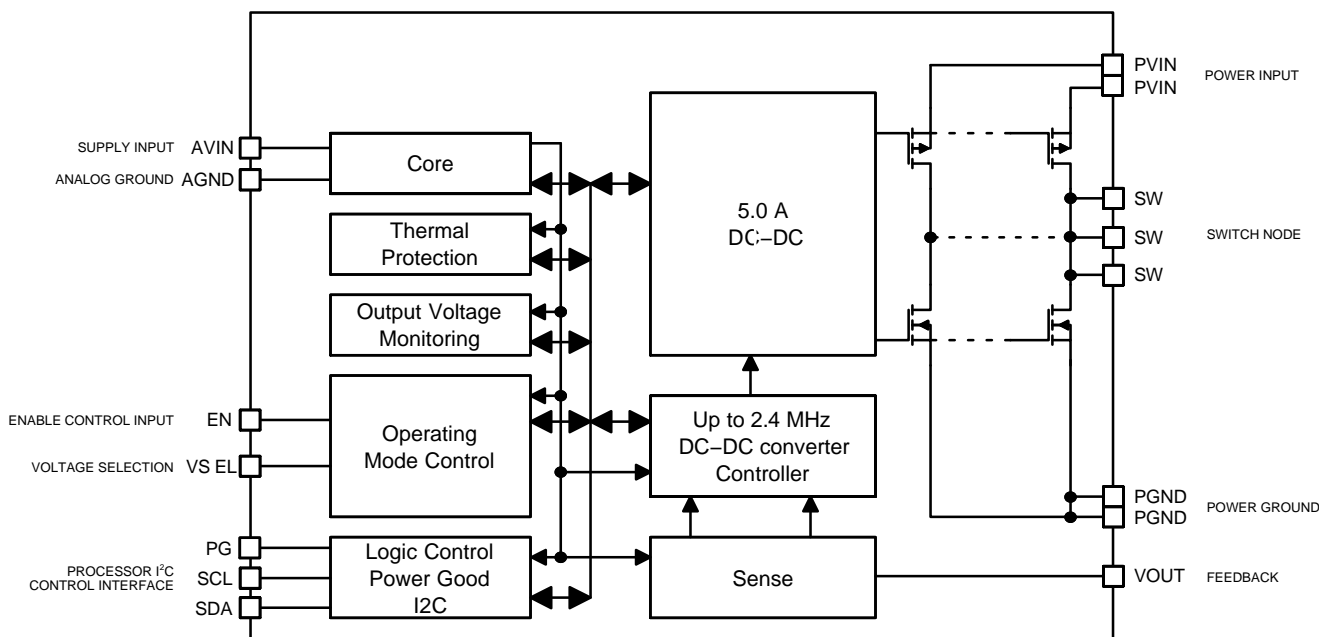 PVIN
POWER INPUT
PVIN
SUPPLY INPUT AVIN
ANALOG GROUND AGND
Core
Thermal
Protection
Output Voltage
Monitoring
5.0 A
DC–DC
SW
SW
SWITCH NODE
SW
ENABLE CONTROL INPUT EN
VOLTAGE SELECTION VS EL
Operating
Mode Control
Up to 2.4 MHz
DC–DC converter
Controller
PGND
POWER GROUND
PGND
PG
PROCESSOR I²C
CONTROL INTERFACE
SCL
SDA
Logic Control
Power Good
I2C
Sense
VOUT FEEDBACK